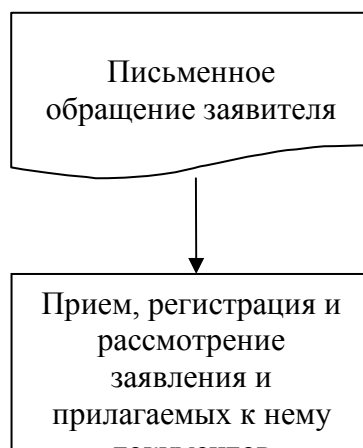 Письменное
обращение заявителя
Прием, регистрация и
рассмотрение
заявления и
прилагаемых к нему